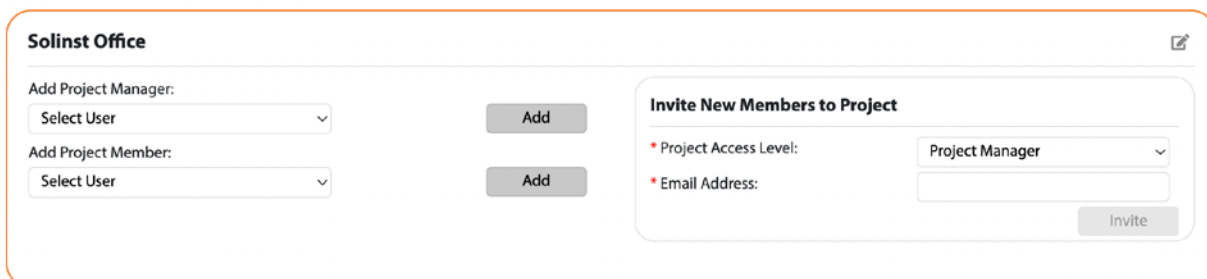 Solinst Office
Add Project Manager:
Select User
Add
Add Project Member:
Select User
Add
Invite New Members to Project
* Project Access Level:
Project Manager
* Email Address:
Invite